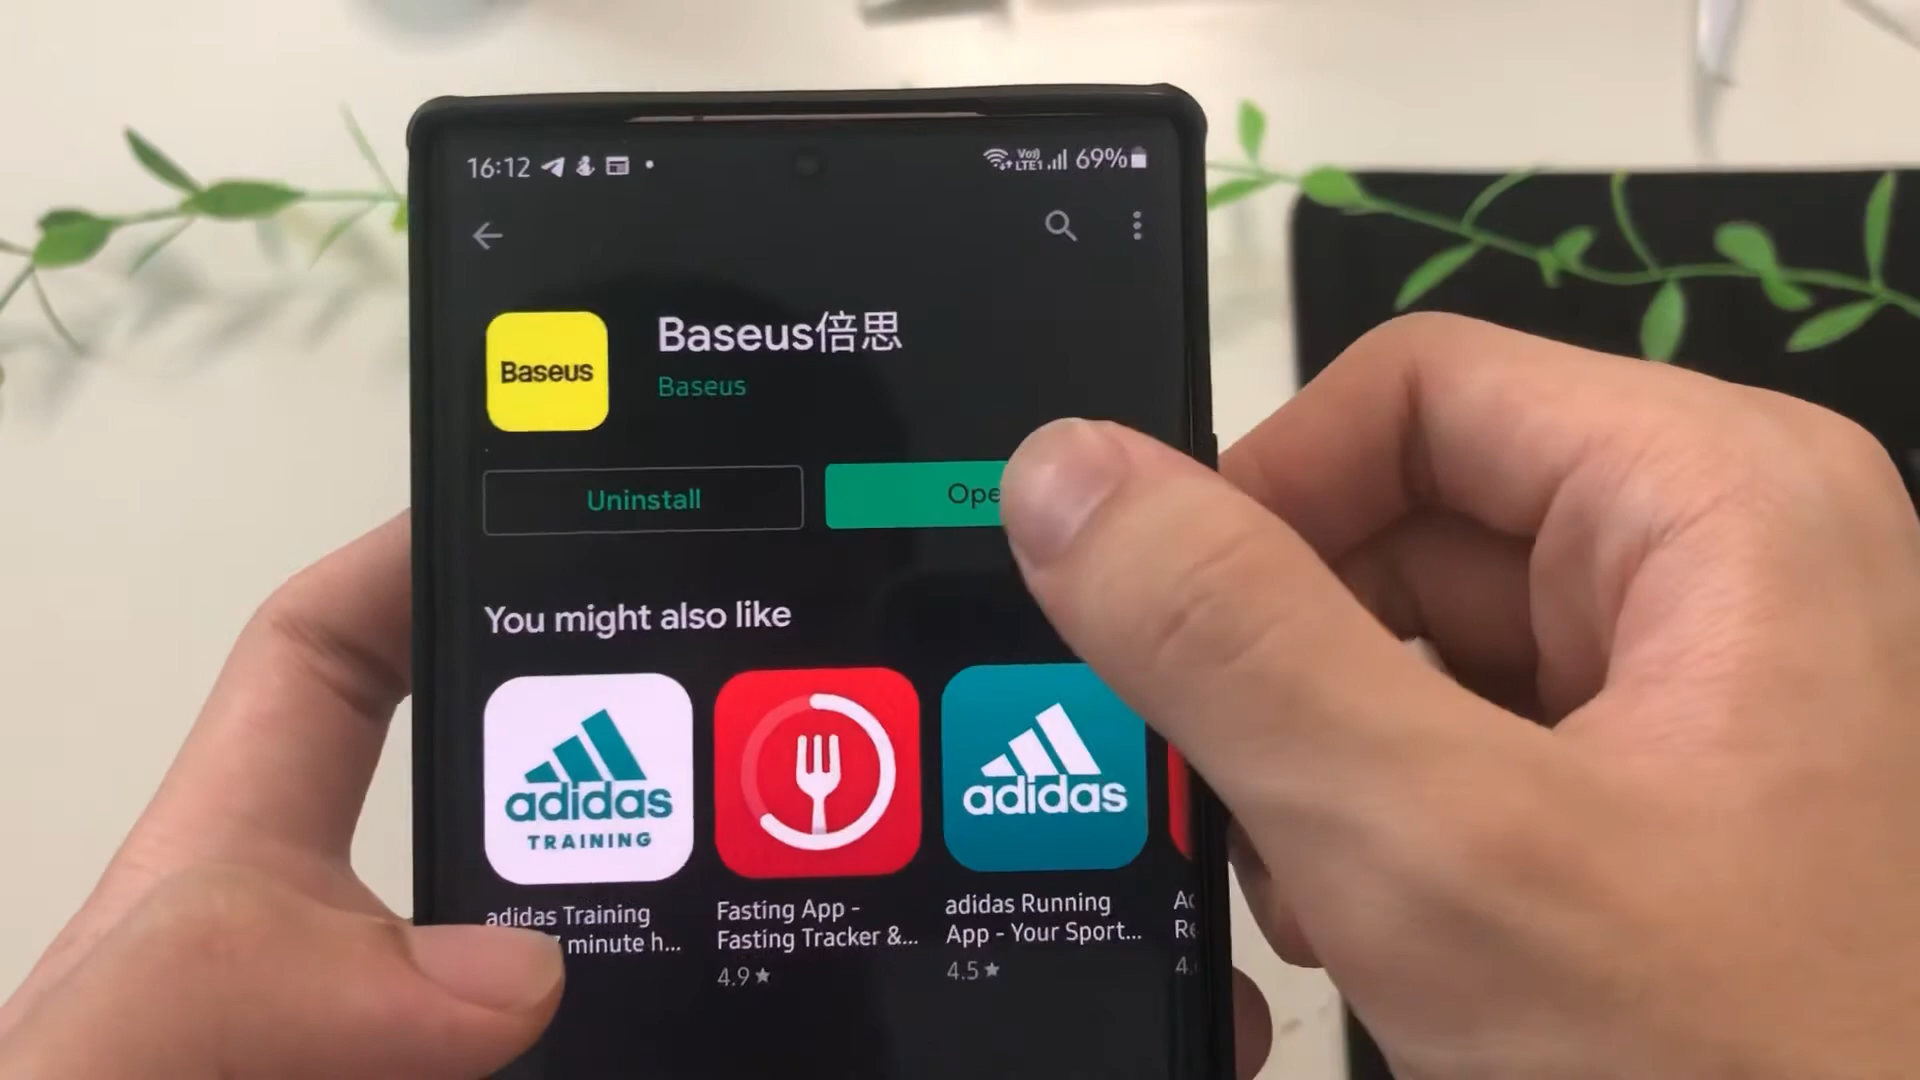 16:12
Vo)) LTE1 69%
Baseus
Baseus倍思
Baseus
Uninstall
Ope
You might also like
adidas
TRAINING
adidas
adidas Training
minute h...
Fasting App -
Fasting Tracker &...
4.9★
adidas Running
App - Your Sport...
4.5★